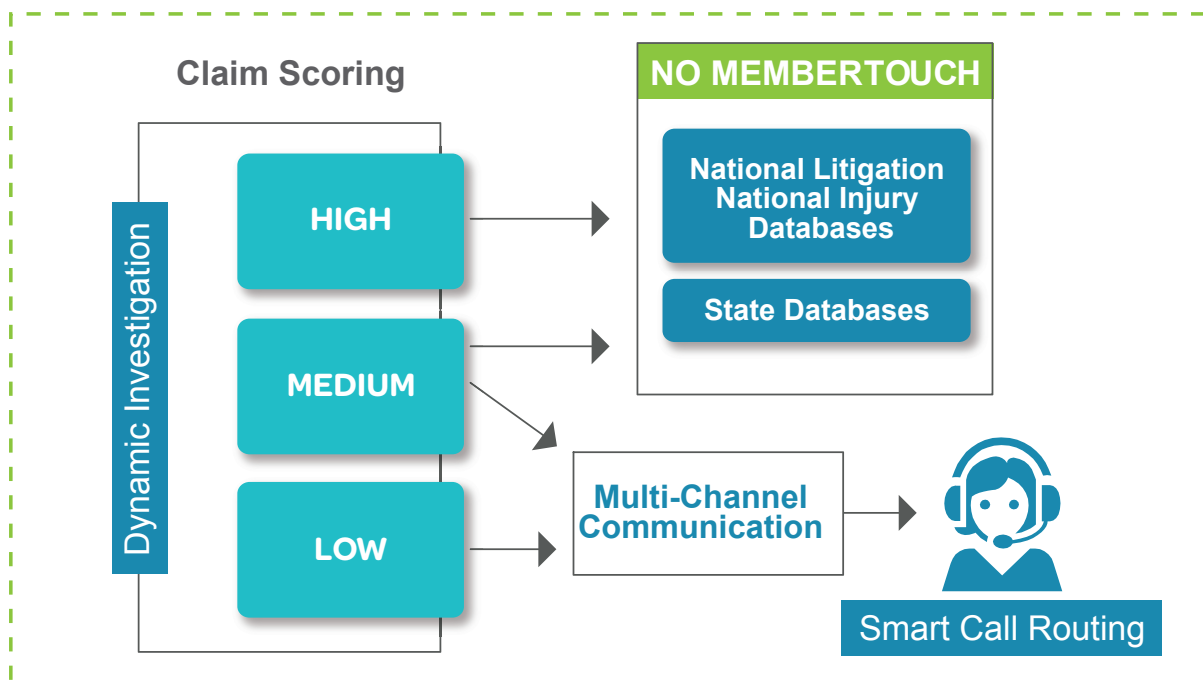 Claim Scoring
Dynamic Investigation
HIGH
MEDIUM
LOW
NO MEMBERTOUCH
National Litigation
National Injury
Databases
State Databases
Multi-Channel
Communication
Smart Call Routing